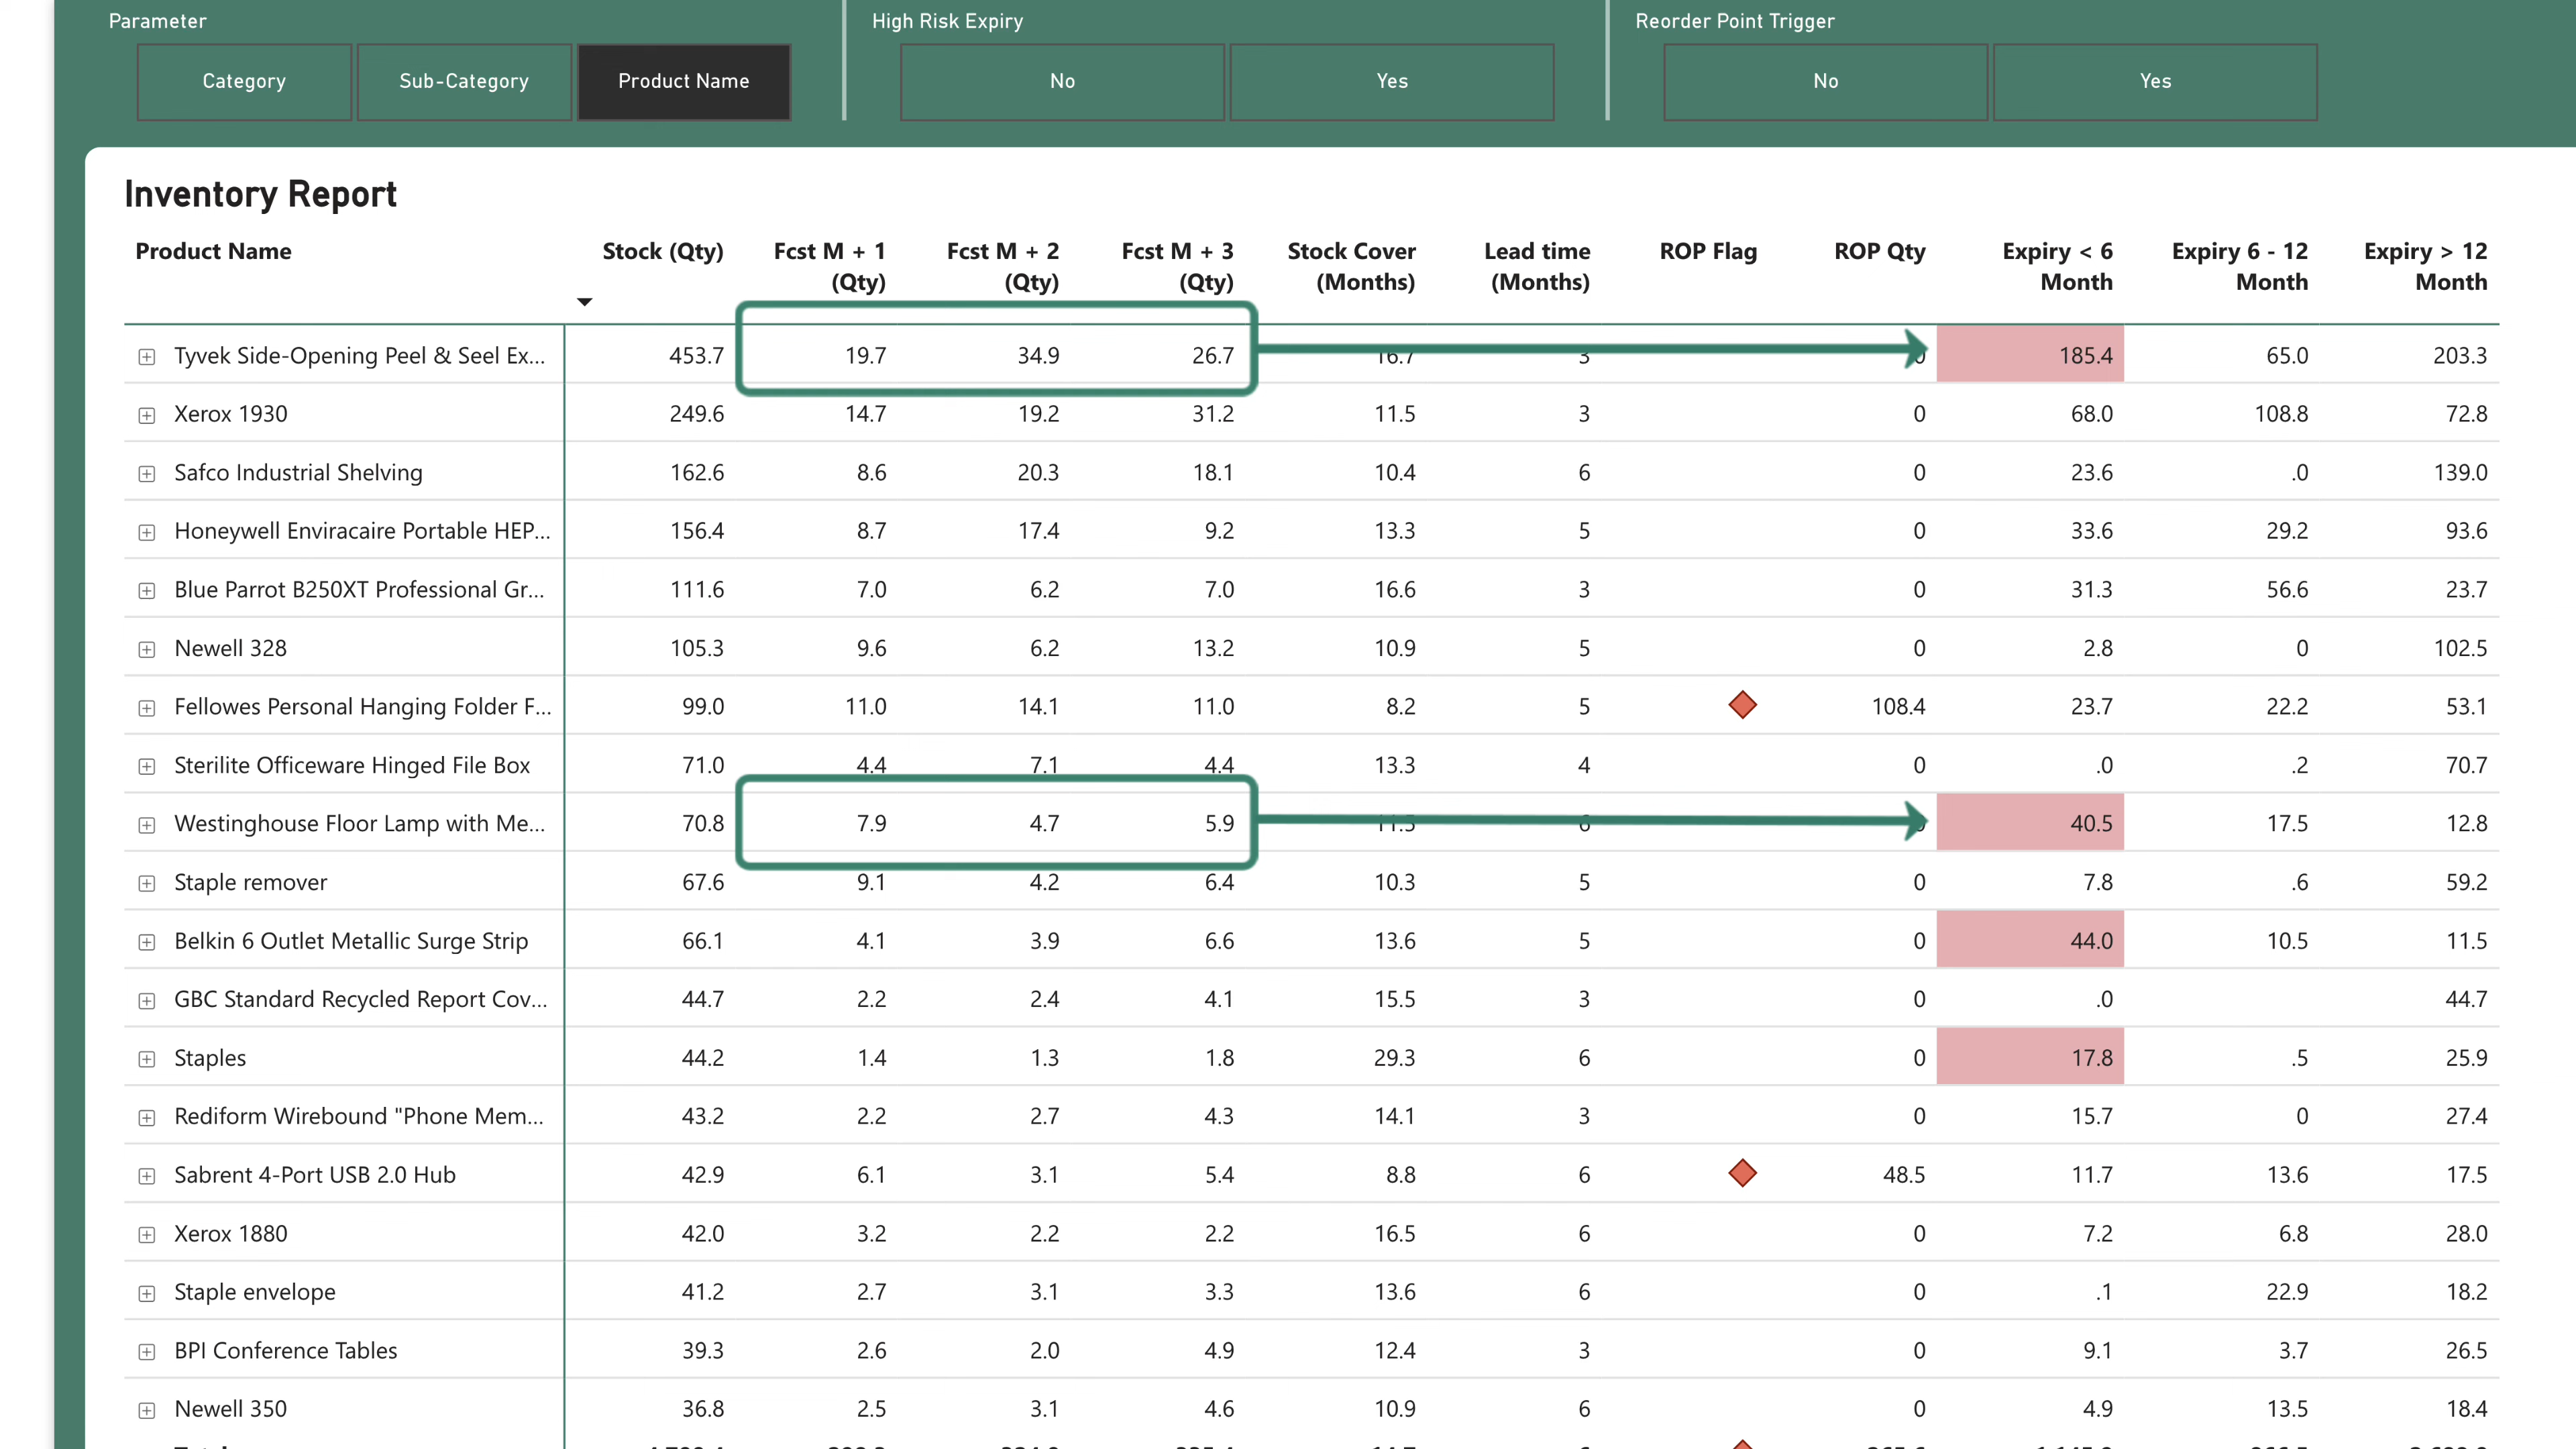 Parameter High Risk Expiry Reorder Point Trigger
Category Sub-Category Product Name No Yes No Yes
Inventory Report
Product Name Stock (Qty) Fcst M + 1 (Qty) Fcst M + 2 (Qty) Fcst M + 3 (Qty) Stock Cover (Months) Lead time (Months) ROP Flag ROP Qty Expiry < 6 Month Expiry 6 - 12 Month Expiry > 12 Month
Tyvek Side-Opening Peel & Seel Ex... 453.7 19.7 34.9 26.7 16.7 3 0 185.4 65.0 203.3
Xerox 1930 249.6 14.7 19.2 31.2 11.5 3 0 68.0 108.8 72.8
Safco Industrial Shelving 162.6 8.6 20.3 18.1 10.4 6 0 23.6 .0 139.0
Honeywell Enviracaire Portable HEP... 156.4 8.7 17.4 9.2 13.3 5 0 33.6 29.2 93.6
Blue Parrot B250XT Professional Gr... 111.6 7.0 6.2 7.0 16.6 3 0 31.3 56.6 23.7
Newell 328 105.3 9.6 6.2 13.2 10.9 5 0 2.8 0 102.5
Fellowes Personal Hanging Folder F... 99.0 11.0 14.1 11.0 8.2 5 108.4 23.7 22.2 53.1
Sterilite Officeware Hinged File Box 71.0 4.4 7.1 4.4 13.3 4 0 .0 .2 70.7
Westinghouse Floor Lamp with Me... 70.8 7.9 4.7 5.9 11.5 6 40.5 17.5 12.8
Staple remover 67.6 9.1 4.2 6.4 10.3 5 0 7.8 .6 59.2
Belkin 6 Outlet Metallic Surge Strip 66.1 4.1 3.9 6.6 13.6 5 0 44.0 10.5 11.5
GBC Standard Recycled Report Cov... 44.7 2.2 2.4 4.1 15.5 3 0 .0 44.7
Staples 44.2 1.4 1.3 1.8 29.3 6 0 17.8 .5 25.9
Rediform Wirebound "Phone Mem... 43.2 2.2 2.7 4.3 14.1 3 0 15.7 0 27.4
Sabrent 4-Port USB 2.0 Hub 42.9 6.1 3.1 5.4 8.8 6 48.5 11.7 13.6 17.5
Xerox 1880 42.0 3.2 2.2 2.2 16.5 6 0 7.2 6.8 28.0
Staple envelope 41.2 2.7 3.1 3.3 13.6 6 0 .1 22.9 18.2
BPI Conference Tables 39.3 2.6 2.0 4.9 12.4 3 0 9.1 3.7 26.5
Newell 350 36.8 2.5 3.1 4.6 10.9 6 0 4.9 13.5 18.4